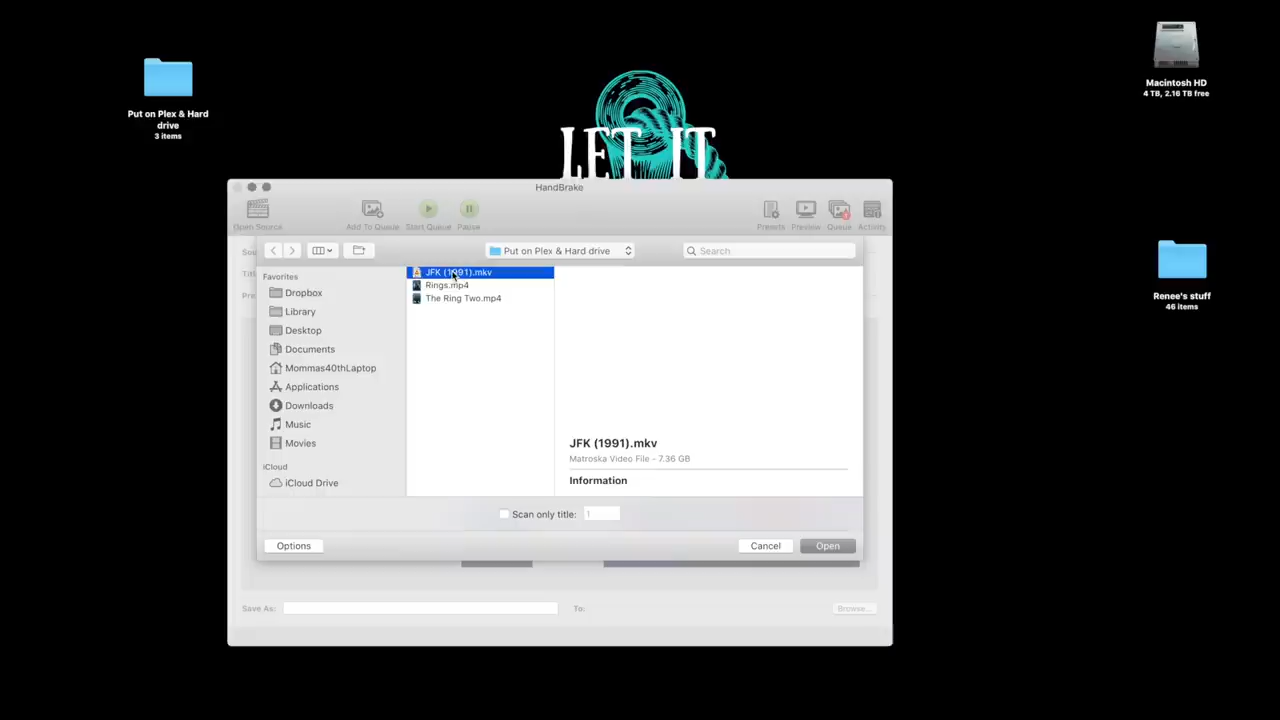 Macintosh HD
4 TB, 2.16 TB free
Put on Plex & Hard
drive
3 items
LET IT
HandBrake
Open Source
Add To Queue
Start Queue
Pause
Presets
Preview
Queue
Activity
Sou
Put on Plex & Hard drive
Search
Titl
Pre
Favorites
Dropbox
Library
Desktop
Documents
Mommas40thLaptop
Applications
Downloads
Music
Movies
iCloud
iCloud Drive
JFK (1991).mkv
Rings.mp4
The Ring Two.mp4
JFK (1991).mkv
Matroska Video File - 7.36 GB
Information
Scan only title:
1
Options
Cancel
Open
Save As:
To:
Browse...
Renee's stuff
46 items